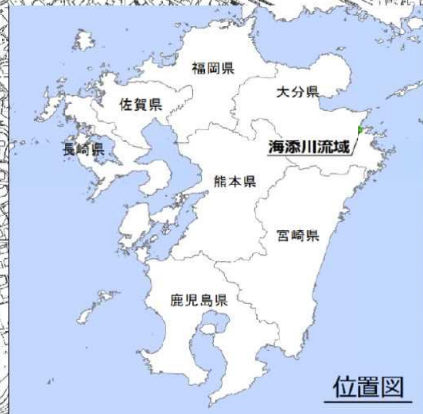 福岡県
大分県
佐賀県
海添川流域
長崎県
熊本県
宮崎県
鹿児島県
位置図